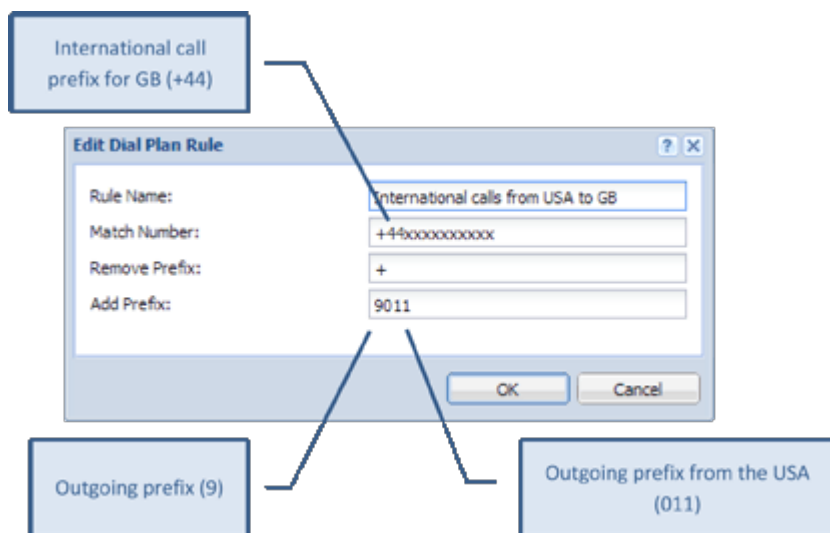 International call
prefix for GB (+44)
Edit Dial Plan Rule
Rule Name:
International calls from USA to GB
Match Number:
+44xxxxxxxxxx
Remove Prefix:
+
Add Prefix:
9011
OK
Cancel
Outgoing prefix (9)
Outgoing prefix from the USA
(011)